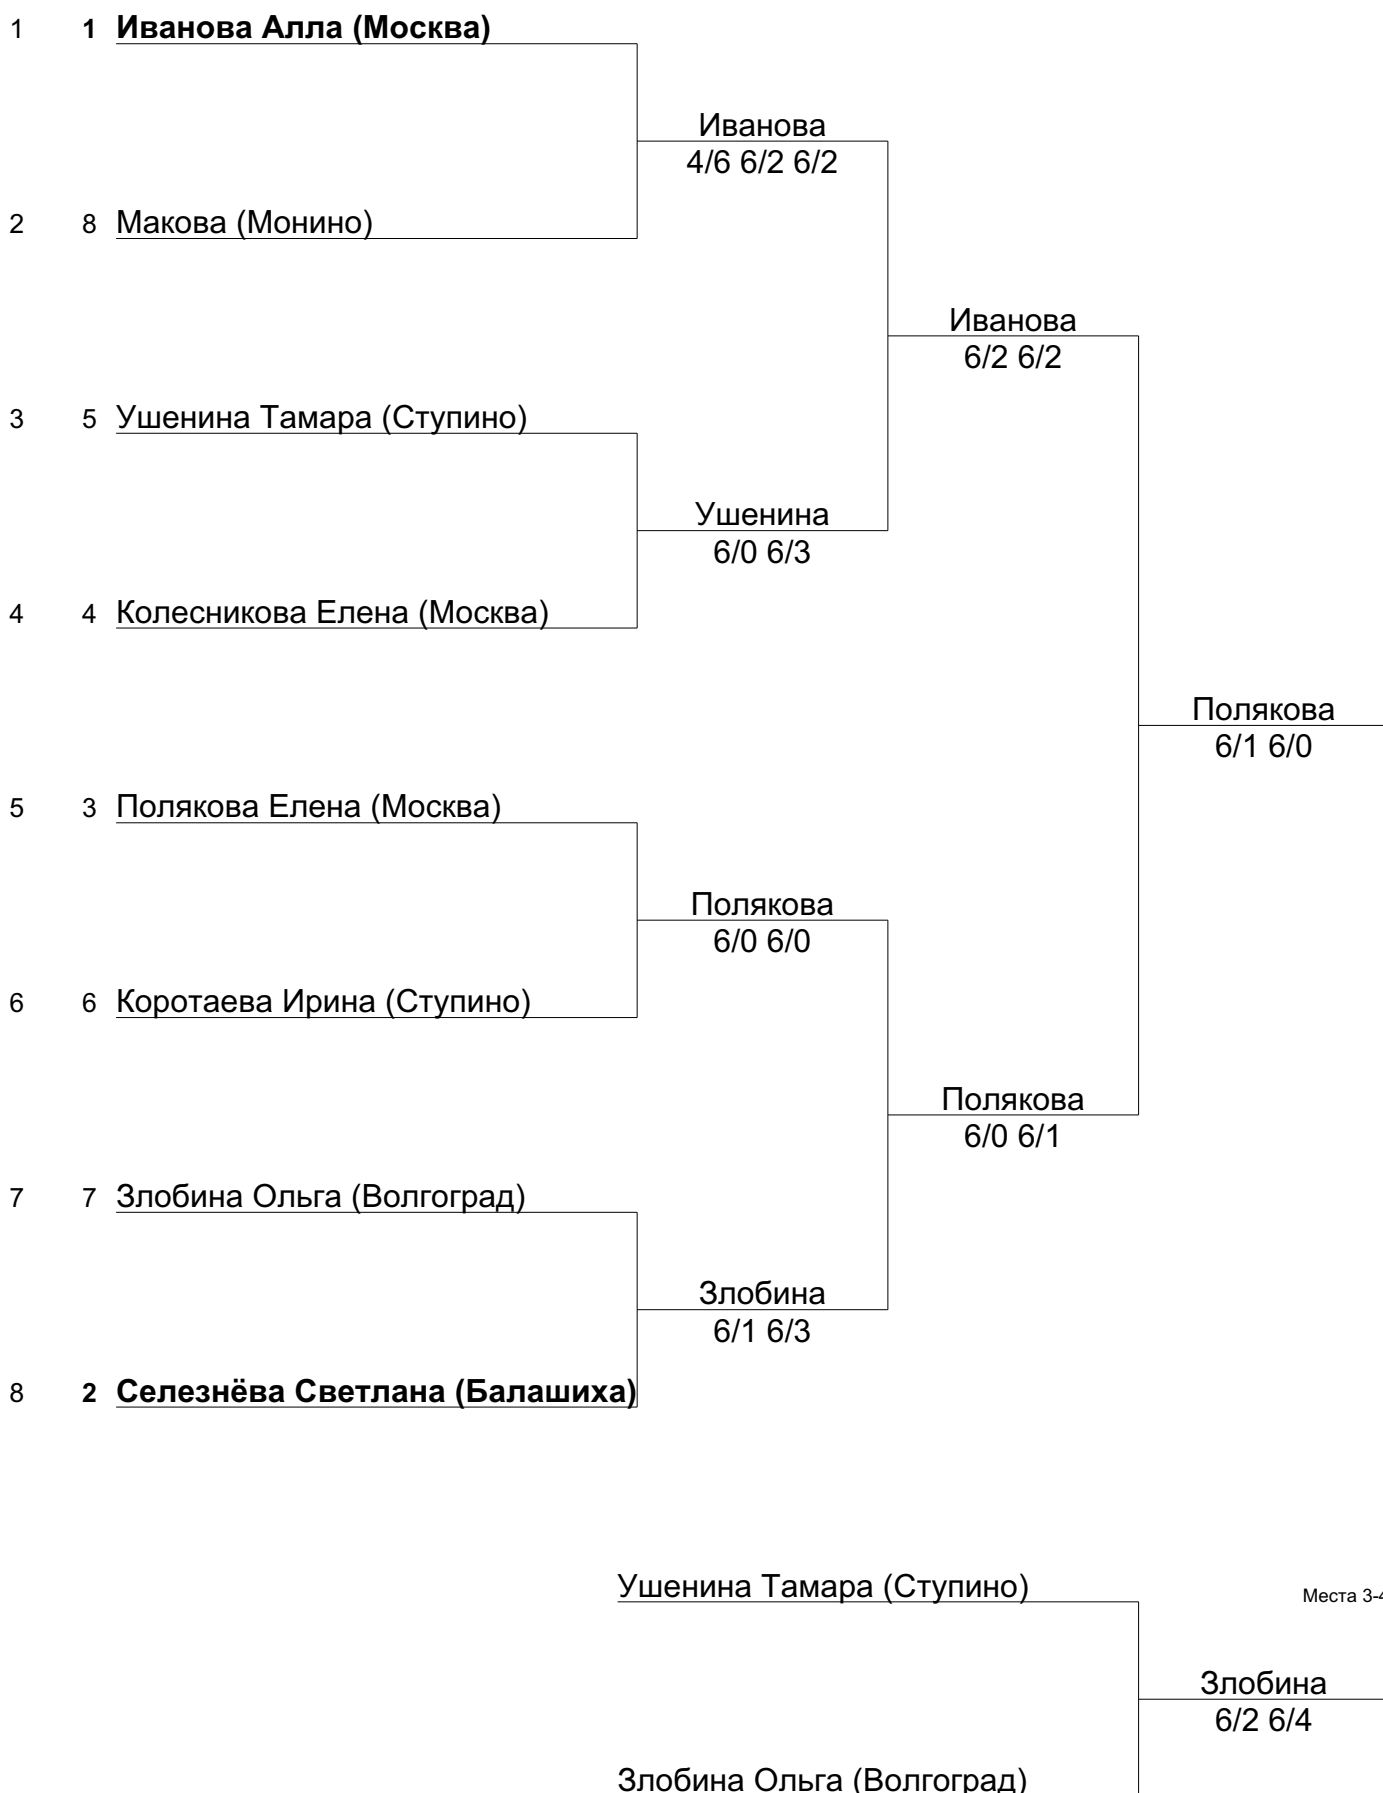 1 1 Иванова Алла (Москва)
Иванова
4/6 6/2 6/2
2 8 Макова (Монино)
Иванова
6/2 6/2
3 5 Ушенина Тамара (Ступино)
Ушенина
6/0 6/3
4 4 Колесникова Елена (Москва)
Полякова
6/1 6/0
5 3 Полякова Елена (Москва)
Полякова
6/0 6/0
6 6 Коротаева Ирина (Ступино)
Полякова
6/0 6/1
7 7 Злобина Ольга (Волгоград)
Злобина
6/1 6/3
8 2 Селезнёва Светлана (Балашиха)
Ушенина Тамара (Ступино)
Места 3-4
Злобина
6/2 6/4
Злобина Ольга (Волгоград)